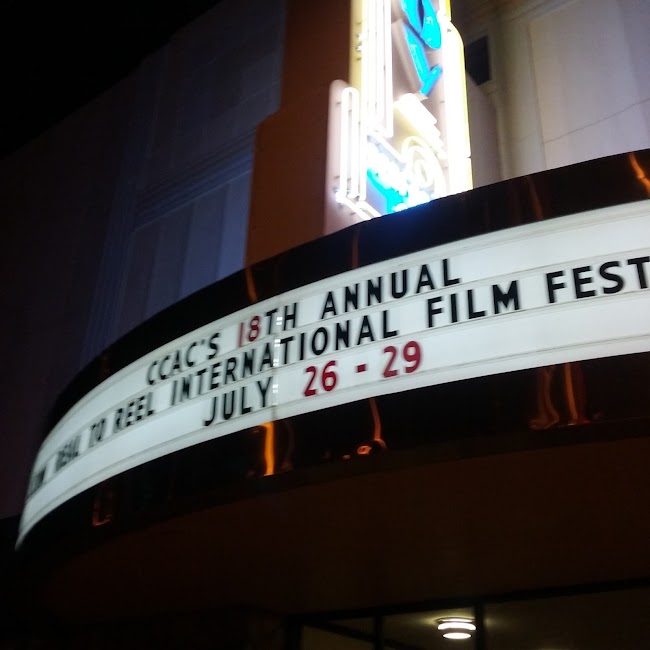 CCAC'S 18TH ANNUAL
REAL TO REEL INTERNATIONAL FILM FEST
JULY 26 - 29